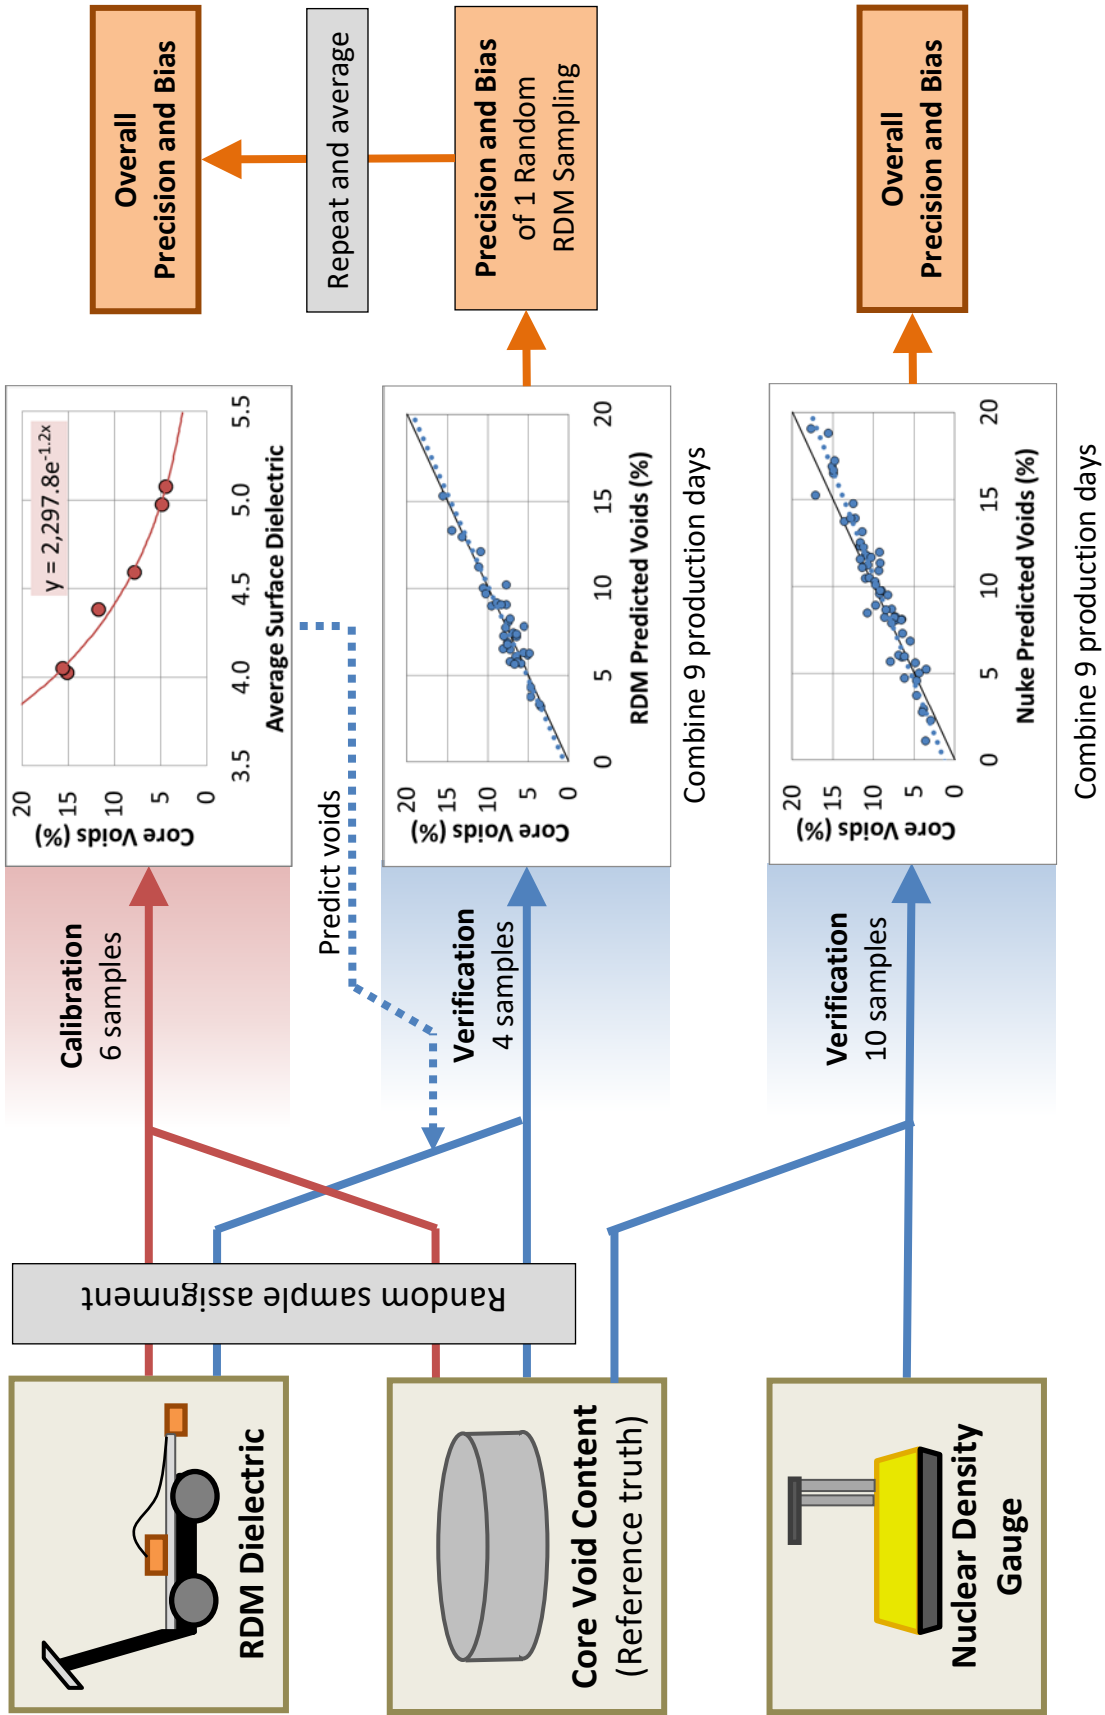 RDM Dielectric
Core Void Content
(Reference truth)
Nuclear Density
Gauge
Random sample assignment
Calibration
6 samples
Predict voids
Verification
4 samples
Verification
10 samples
Core Voids (%)
20
15
10
5
0
3.5
4.0
4.5
5.0
5.5
Average Surface Dielectric
y = 2,297.8e^-1.2x
Core Voids (%)
20
15
10
5
0
0
5
10
15
20
RDM Predicted Voids (%)
Combine 9 production days
Core Voids (%)
20
15
10
5
0
0
5
10
15
20
Nuke Predicted Voids (%)
Combine 9 production days
Overall
Precision and Bias
Repeat and average
Precision and Bias
of 1 Random
RDM Sampling
Overall
Precision and Bias